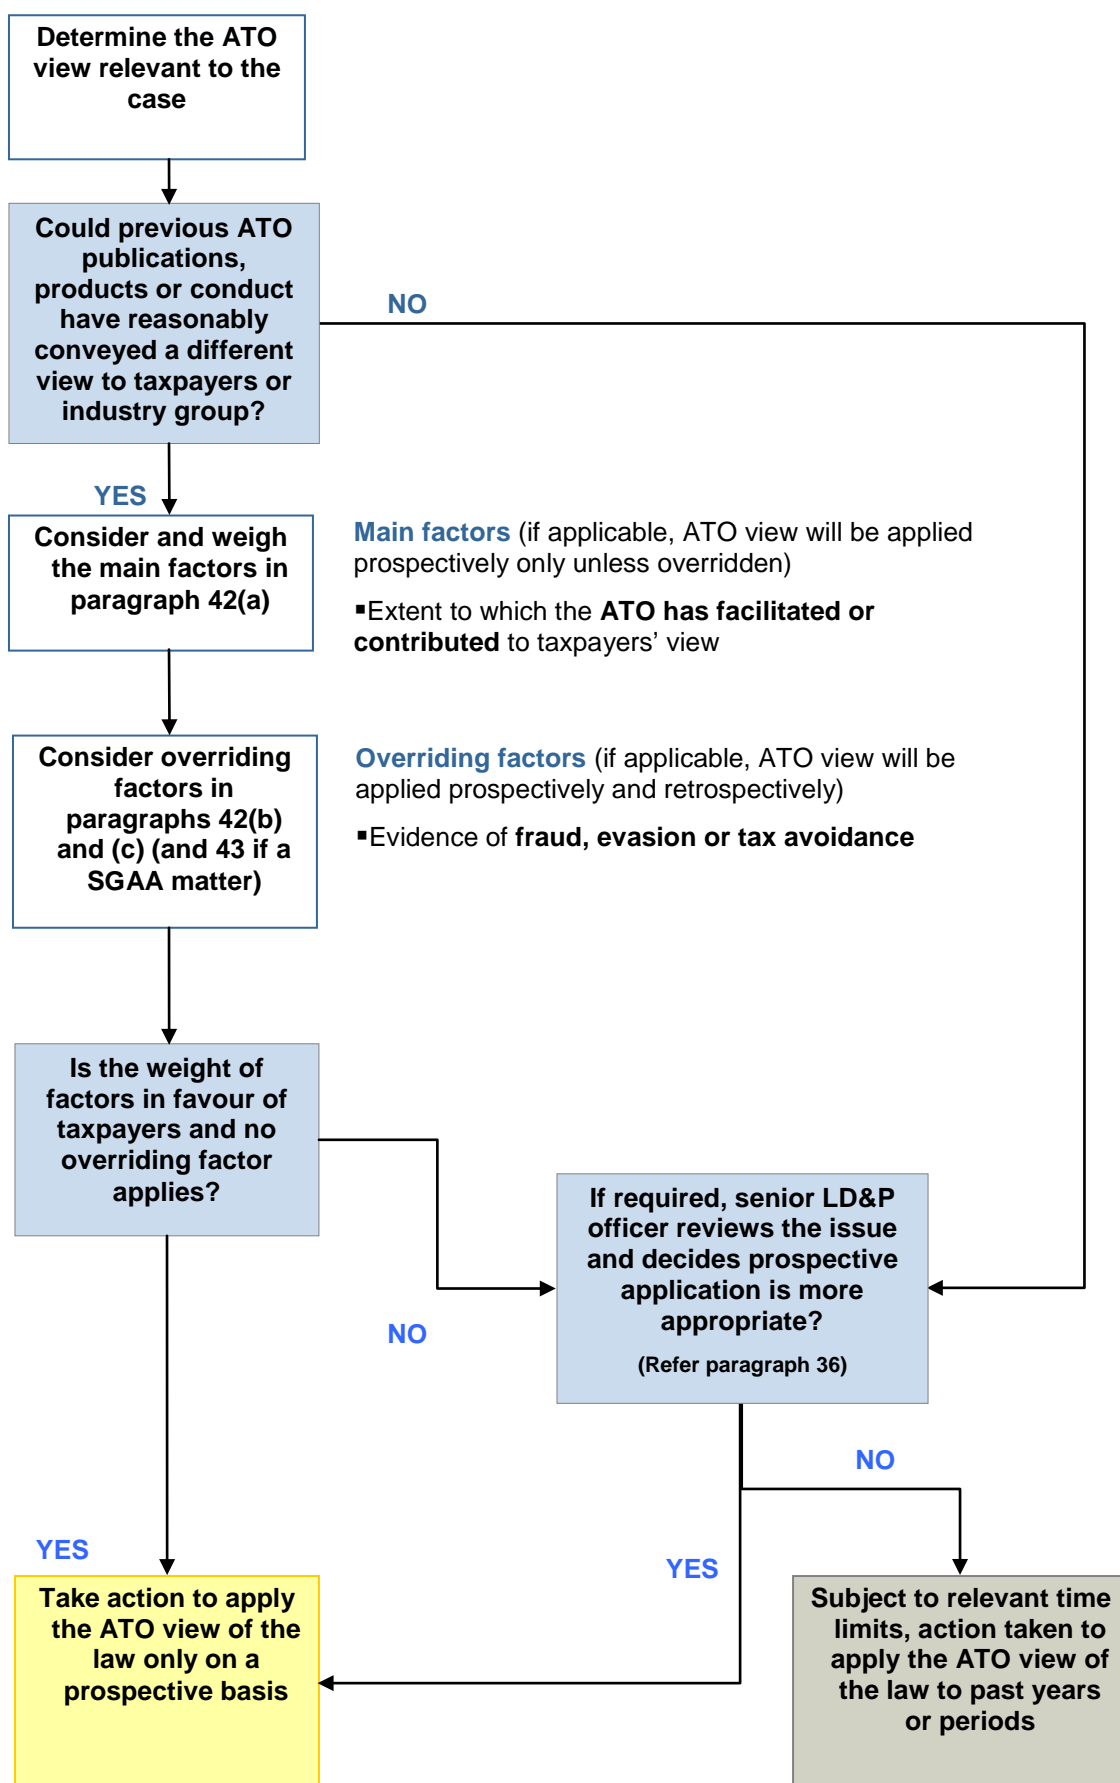 Determine the ATO
view relevant to the
case
Could previous ATO
publications,
products or conduct
have reasonably
conveyed a different
view to taxpayers or
industry group?
NO
YES
Consider and weigh
the main factors in
paragraph 42(a)
Main factors (if applicable, ATO view will be applied
prospectively only unless overridden)
▪Extent to which the ATO has facilitated or
contributed to taxpayers’ view
Consider overriding
factors in
paragraphs 42(b)
and (c) (and 43 if a
SGAA matter)
Overriding factors (if applicable, ATO view will be
applied prospectively and retrospectively)
▪Evidence of fraud, evasion or tax avoidance
Is the weight of
factors in favour of
taxpayers and no
overriding factor
applies?
NO
If required, senior LD&P
officer reviews the issue
and decides prospective
application is more
appropriate?
(Refer paragraph 36)
NO
YES
YES
Take action to apply
the ATO view of the
law only on a
prospective basis
Subject to relevant time
limits, action taken to
apply the ATO view of
the law to past years
or periods